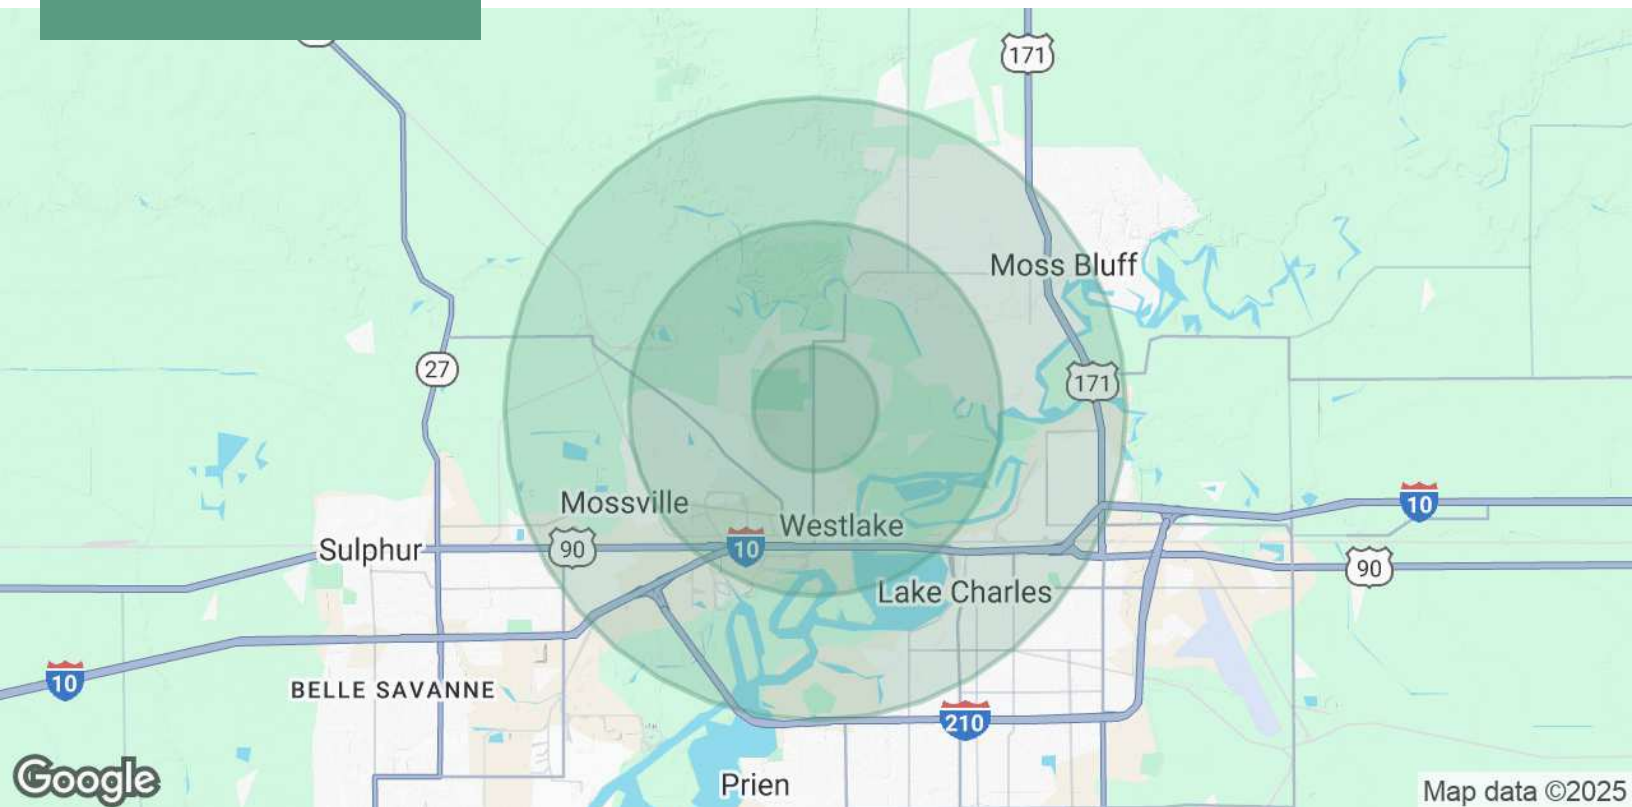 171
Moss Bluff
27
171
Mossville
10
Westlake
90
10
Sulphur
90
Lake Charles
10
BELLE SAVANNE
210
Google
Prien
Map data ©2025